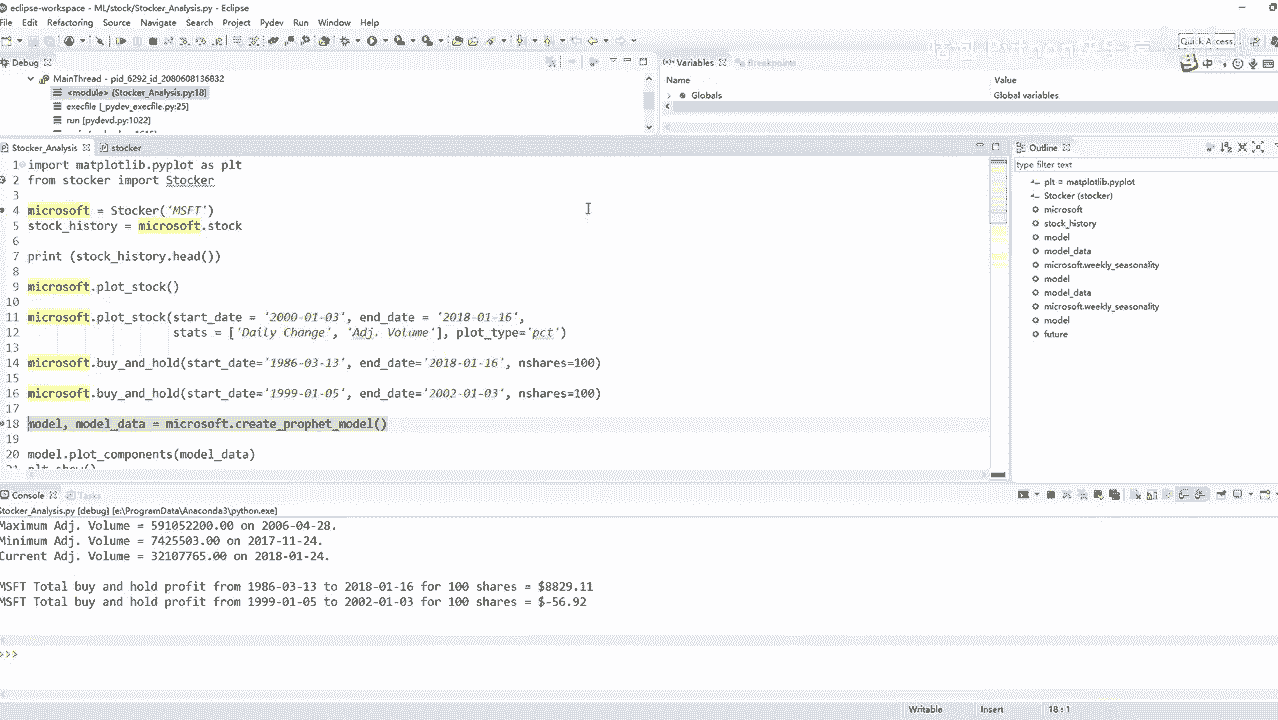 eclipse-workspace - ML/stock/Stocker_Analysis.py - Eclipse
File Edit Refactoring Source Navigate Search Project Pydev Run Window Help
Quick Access
Debug
MainThread - pid_6292_id_2080608136832
<module> [Stocker_Analysis.py:18]
execfile [_pydev_execfile.py:25]
run [pydevd.py:1022]
(x)= Variables Breakpoints
Name Value
Globals Global variables
Stocker_Analysis stocker
1 import matplotlib.pyplot as plt
2 from stocker import Stocker
3
4 microsoft = Stocker('MSFT')
5 stock_history = microsoft.stock
6
7 print (stock_history.head())
8
9 microsoft.plot_stock()
10
11 microsoft.plot_stock(start_date = '2000-01-03', end_date = '2018-01-16',
12 stats = ['Daily Change', 'Adj. Volume'], plot_type='pct')
13
14 microsoft.buy_and_hold(start_date='1986-03-13', end_date='2018-01-16', nshares=100)
15
16 microsoft.buy_and_hold(start_date='1999-01-05', end_date='2002-01-03', nshares=100)
17
18 model, model_data = microsoft.create_prophet_model()
19
20 model.plot_components(model_data)
21 plt.show()
Outline
type filter text
plt = matplotlib.pyplot
Stocker (stocker)
microsoft
stock_history
model
model_data
microsoft.weekly_seasonality
model
model_data
microsoft.weekly_seasonality
model
future
Console Tasks
Stocker_Analysis.py [debug] [e:\ProgramData\Anaconda3\python.exe]
Maximum Adj. Volume = 591052200.00 on 2006-04-28.
Minimum Adj. Volume = 7425503.00 on 2017-11-24.
Current Adj. Volume = 32107765.00 on 2018-01-24.
MSFT Total buy and hold profit from 1986-03-13 to 2018-01-16 for 100 shares = $8829.11
MSFT Total buy and hold profit from 1999-01-05 to 2002-01-03 for 100 shares = $-56.92
>>>
Writable Insert 18 : 1